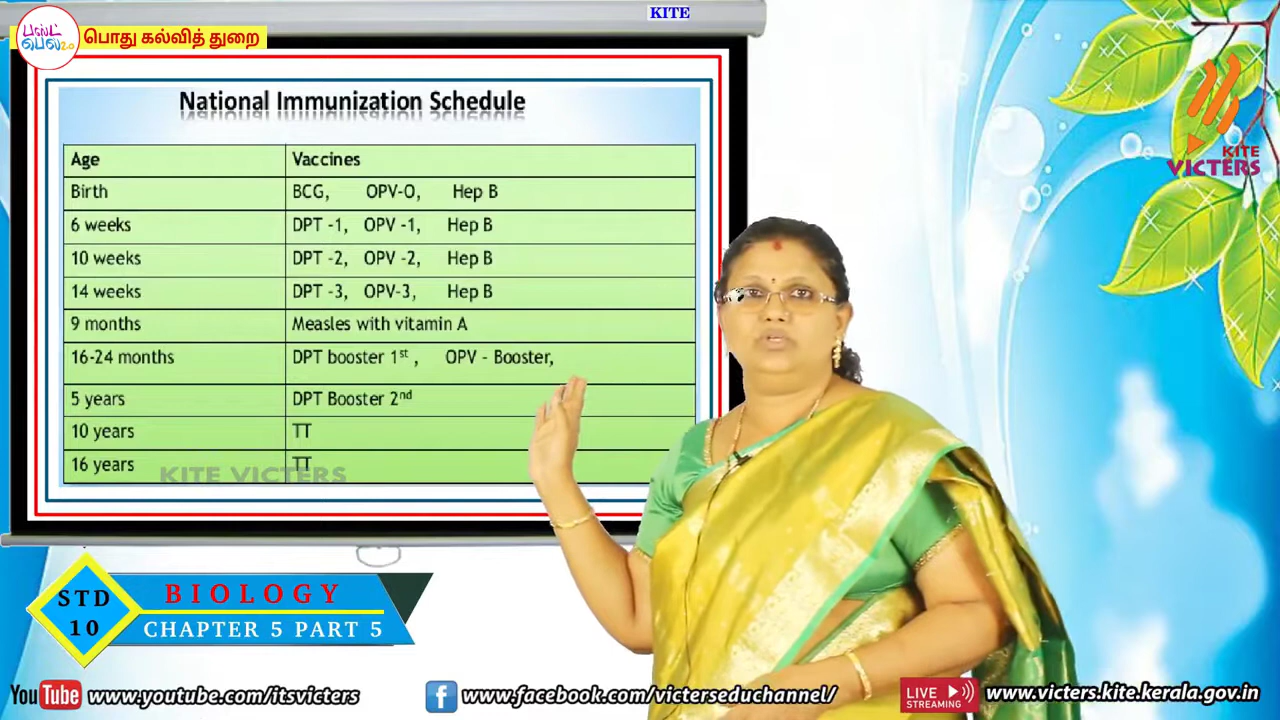 KITE
பஸ்ட் பெல் 2.0
பொது கல்வித் துறை
National Immunization Schedule
Age Vaccines
Birth BCG, OPV-O, Hep B
6 weeks DPT -1, OPV -1, Hep B
10 weeks DPT -2, OPV -2, Hep B
14 weeks DPT -3, OPV-3, Hep B
9 months Measles with vitamin A
16-24 months DPT booster 1st , OPV - Booster,
5 years DPT Booster 2nd
10 years TT
16 years TT
KITE VICTERS
KITE
VICTERS
STD
10
BIOLOGY
CHAPTER 5 PART 5
YouTube www.youtube.com/itsvicters
f www.facebook.com/victerseduchannel/
LIVE
STREAMING
www.victers.kite.kerala.gov.in